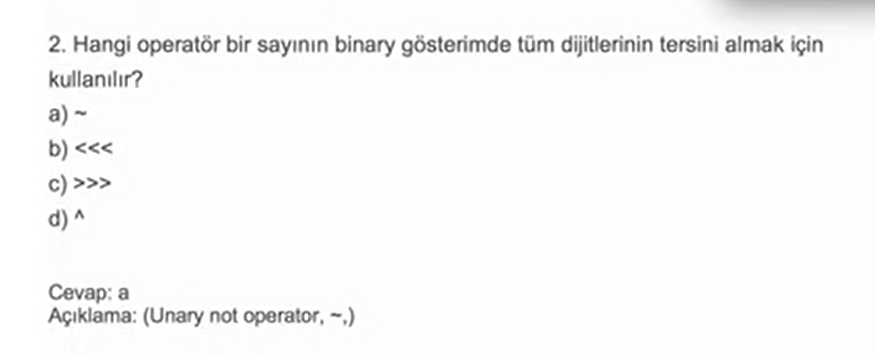 2. Hangi operatör bir sayının binary gösterimde tüm dijitlerinin tersini almak için
kullanılır?
a) ~
b) <<<
c) >>>
d) ^
Cevap: a
Açıklama: (Unary not operator, ~,)